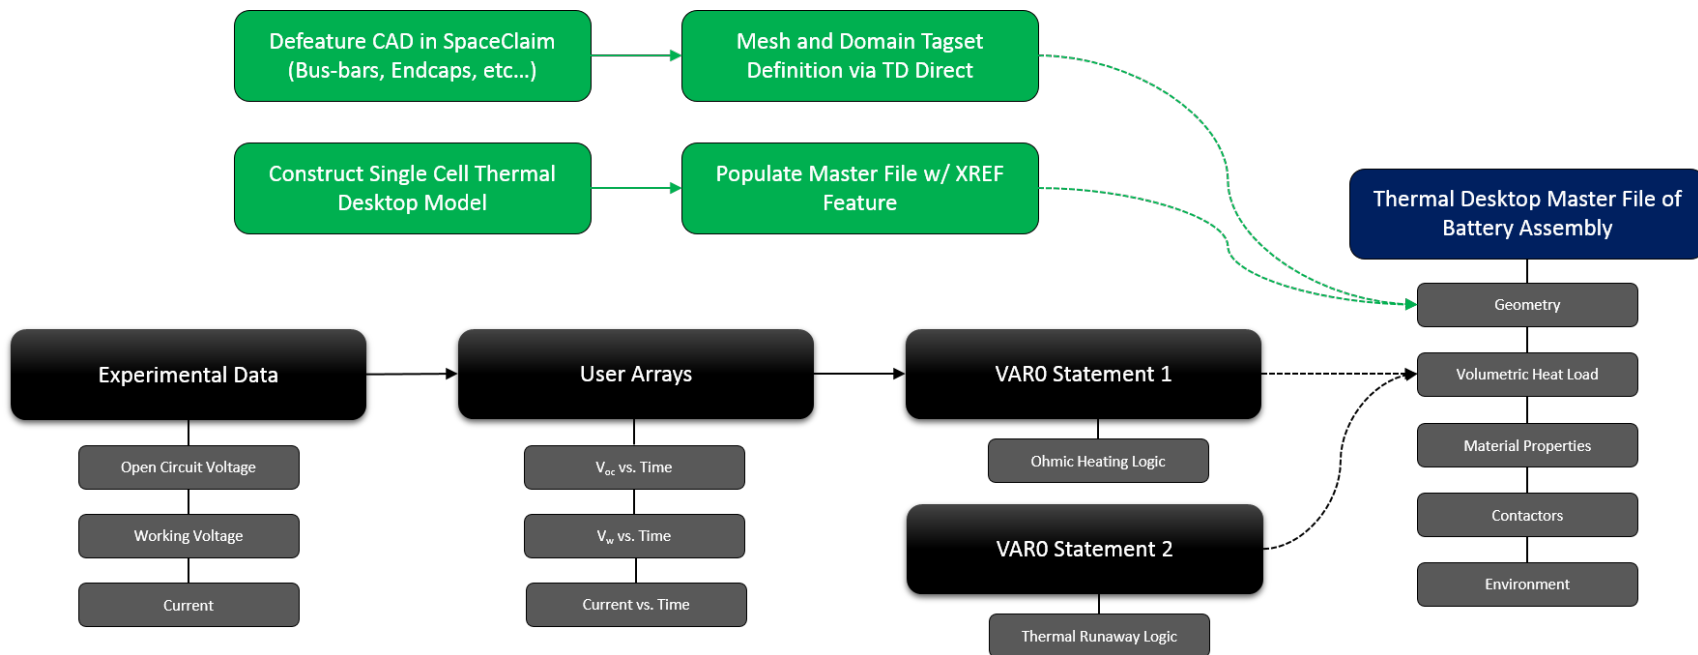 Defeature CAD in SpaceClaim
(Bus-bars, Endcaps, etc...)
Mesh and Domain Tagset
Definition via TD Direct
Construct Single Cell Thermal
Desktop Model
Populate Master File w/ XREF
Feature
Thermal Desktop Master File of
Battery Assembly
Geometry
Volumetric Heat Load
Material Properties
Contactors
Environment
Experimental Data
Open Circuit Voltage
Working Voltage
Current
User Arrays
Voc vs. Time
Vw vs. Time
Current vs. Time
VAR0 Statement 1
Ohmic Heating Logic
VAR0 Statement 2
Thermal Runaway Logic